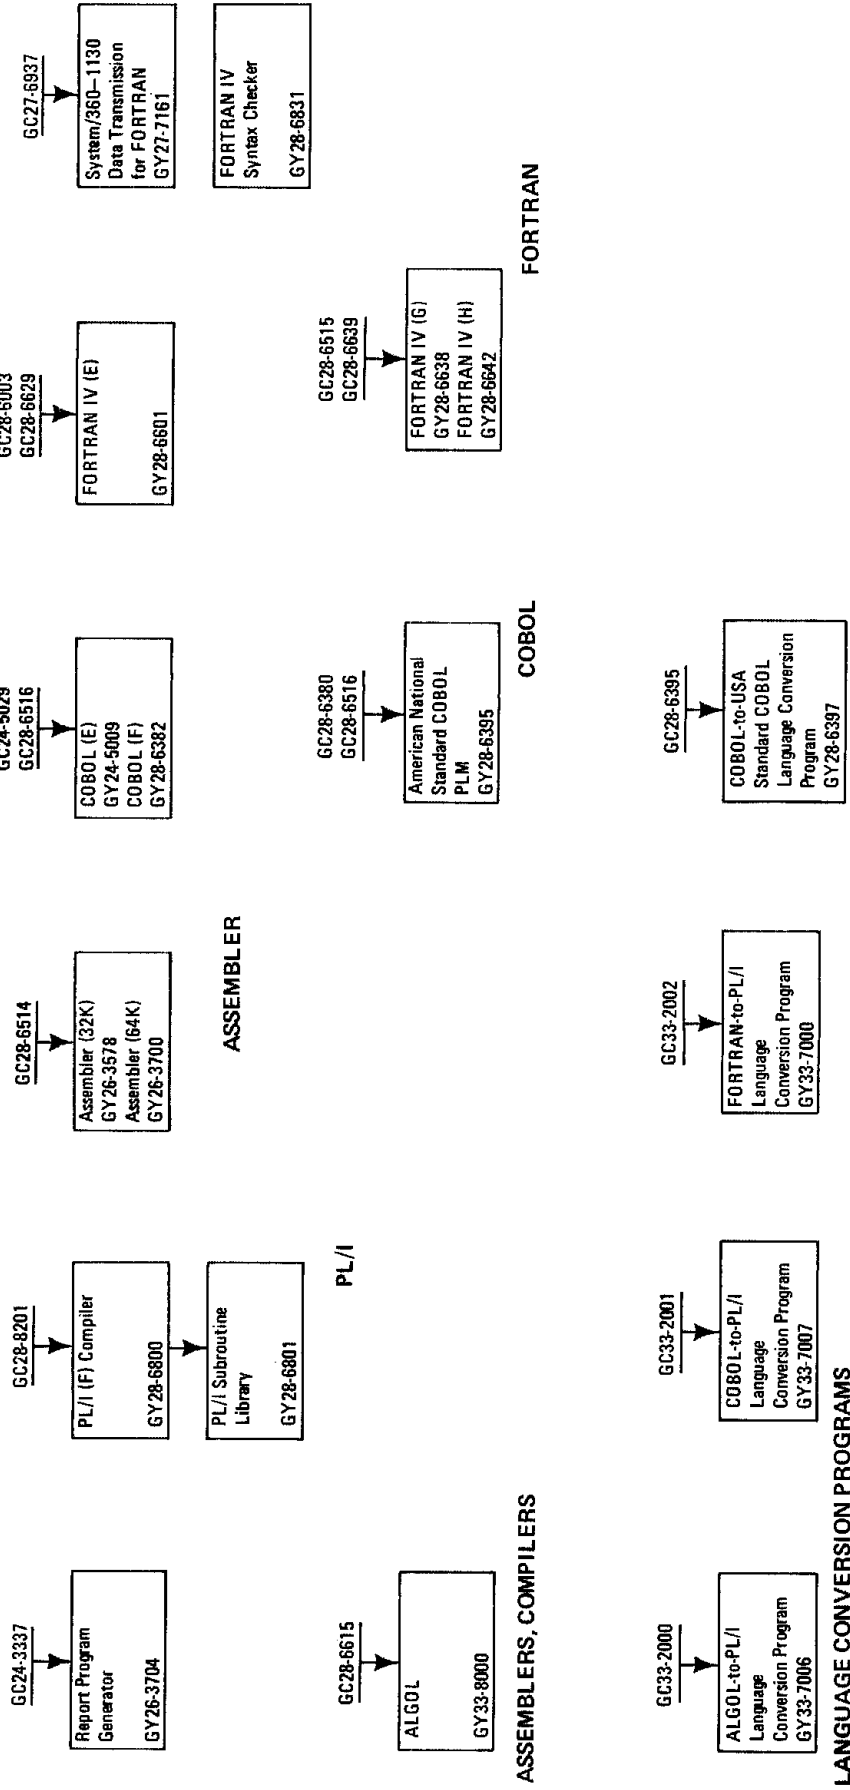 GC24-3337
Report Program
Generator
GY26-3704
GC28-8201
PL/I (F) Compiler
GY28-6800
PL/I Subroutine
Library
GY28-6801
PL/I
GC28-6514
Assembler (32K)
GY26-3578
Assembler (64K)
GY26-3700
ASSEMBLER
GC24-5029
GC28-6516
COBOL (E)
GY24-5009
COBOL (F)
GY28-6382
GC28-6003
GC28-6629
FORTRAN IV (E)
GY28-6601
GC27-6937
System/360–1130
Data Transmission
for FORTRAN
GY27-7161
FORTRAN IV
Syntax Checker
GY28-6831
GC28-6615
ALGOL
GY33-8000
ASSEMBLERS, COMPILERS
GC28-6380
GC28-6516
American National
Standard COBOL
PLM
GY28-6395
COBOL
GC28-6515
GC28-6639
FORTRAN IV (G)
GY28-6638
FORTRAN IV (H)
GY28-6642
FORTRAN
GC33-2000
ALGOL-to-PL/I
Language
Conversion Program
GY33-7006
GC33-2001
COBOL-to-PL/I
Language
Conversion Program
GY33-7007
GC33-2002
FORTRAN-to-PL/I
Language
Conversion Program
GY33-7000
GC28-6395
COBOL-to-USA
Standard COBOL
Language Conversion
Program
GY28-6397
LANGUAGE CONVERSION PROGRAMS